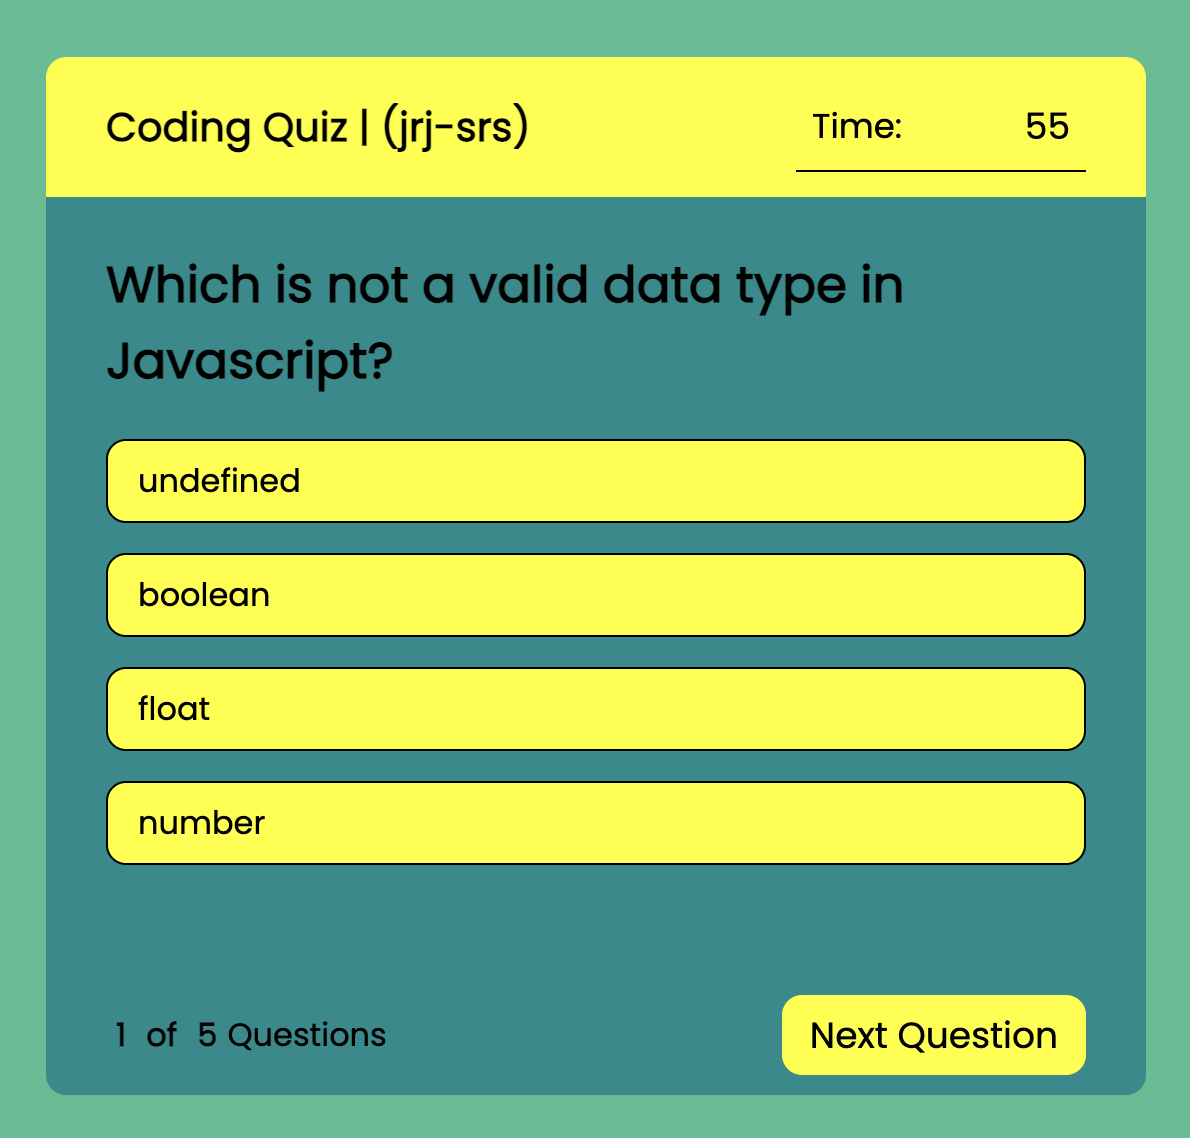 Coding Quiz | (jrj-srs)
Time: 55
Which is not a valid data type in
Javascript?
undefined
boolean
float
number
1 of 5 Questions
Next Question